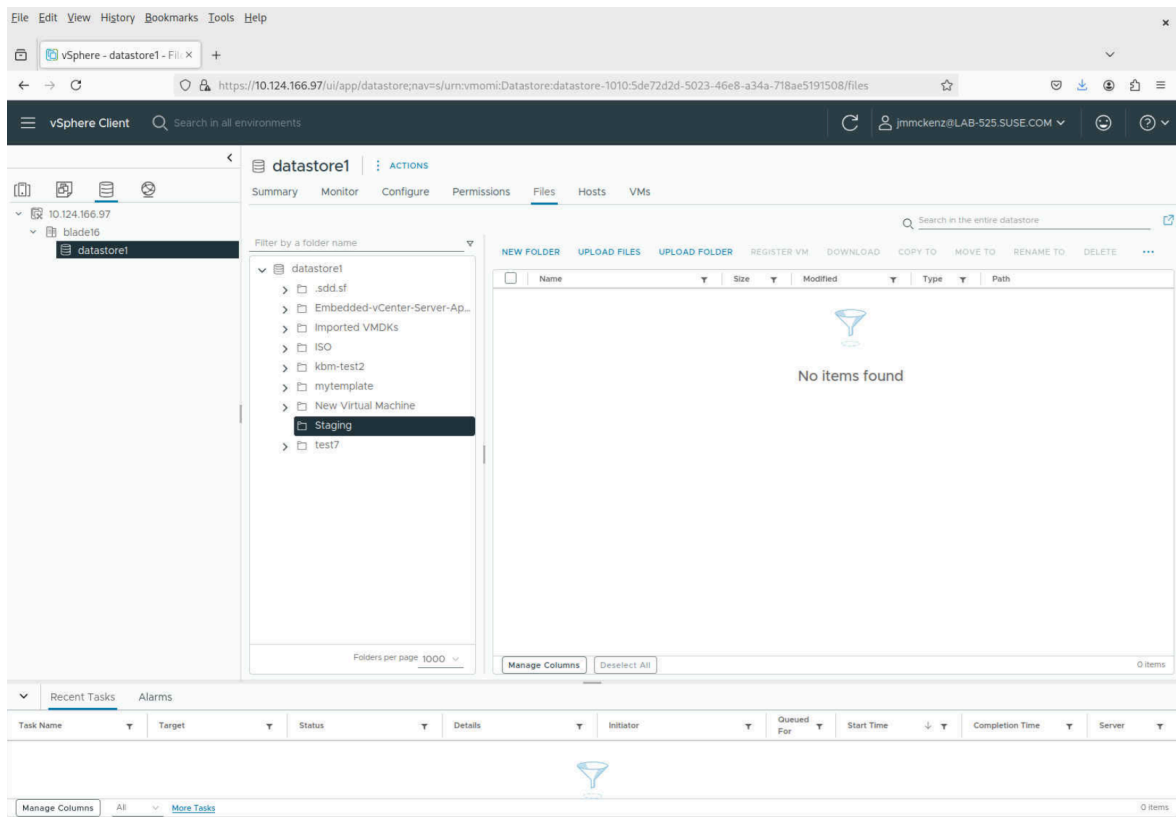 File Edit View History Bookmarks Tools Help
vSphere - datastore1 - Fil
https://10.124.166.97/ui/app/datastore;nav=s/urn:vmomi:Datastore:datastore-1010:5de72d2d-5023-46e8-a34a-718ae5191508/files
vSphere Client Search in all environments jmmckenz@LAB-525.SUSE.COM
datastore1 ACTIONS
Summary Monitor Configure Permissions Files Hosts VMs
10.124.166.97
blade16
datastore1
Search in the entire datastore
Filter by a folder name
NEW FOLDER UPLOAD FILES UPLOAD FOLDER REGISTER VM DOWNLOAD COPY TO MOVE TO RENAME TO DELETE ...
datastore1
.sdd.sf
Embedded-vCenter-Server-Ap...
Imported VMDKs
ISO
kbm-test2
mytemplate
New Virtual Machine
Staging
test7
Name Size Modified Type Path
No items found
Folders per page 1000
Manage Columns Deselect All 0 items
Recent Tasks Alarms
Task Name Target Status Details Initiator Queued For Start Time Completion Time Server
Manage Columns All More Tasks 0 items